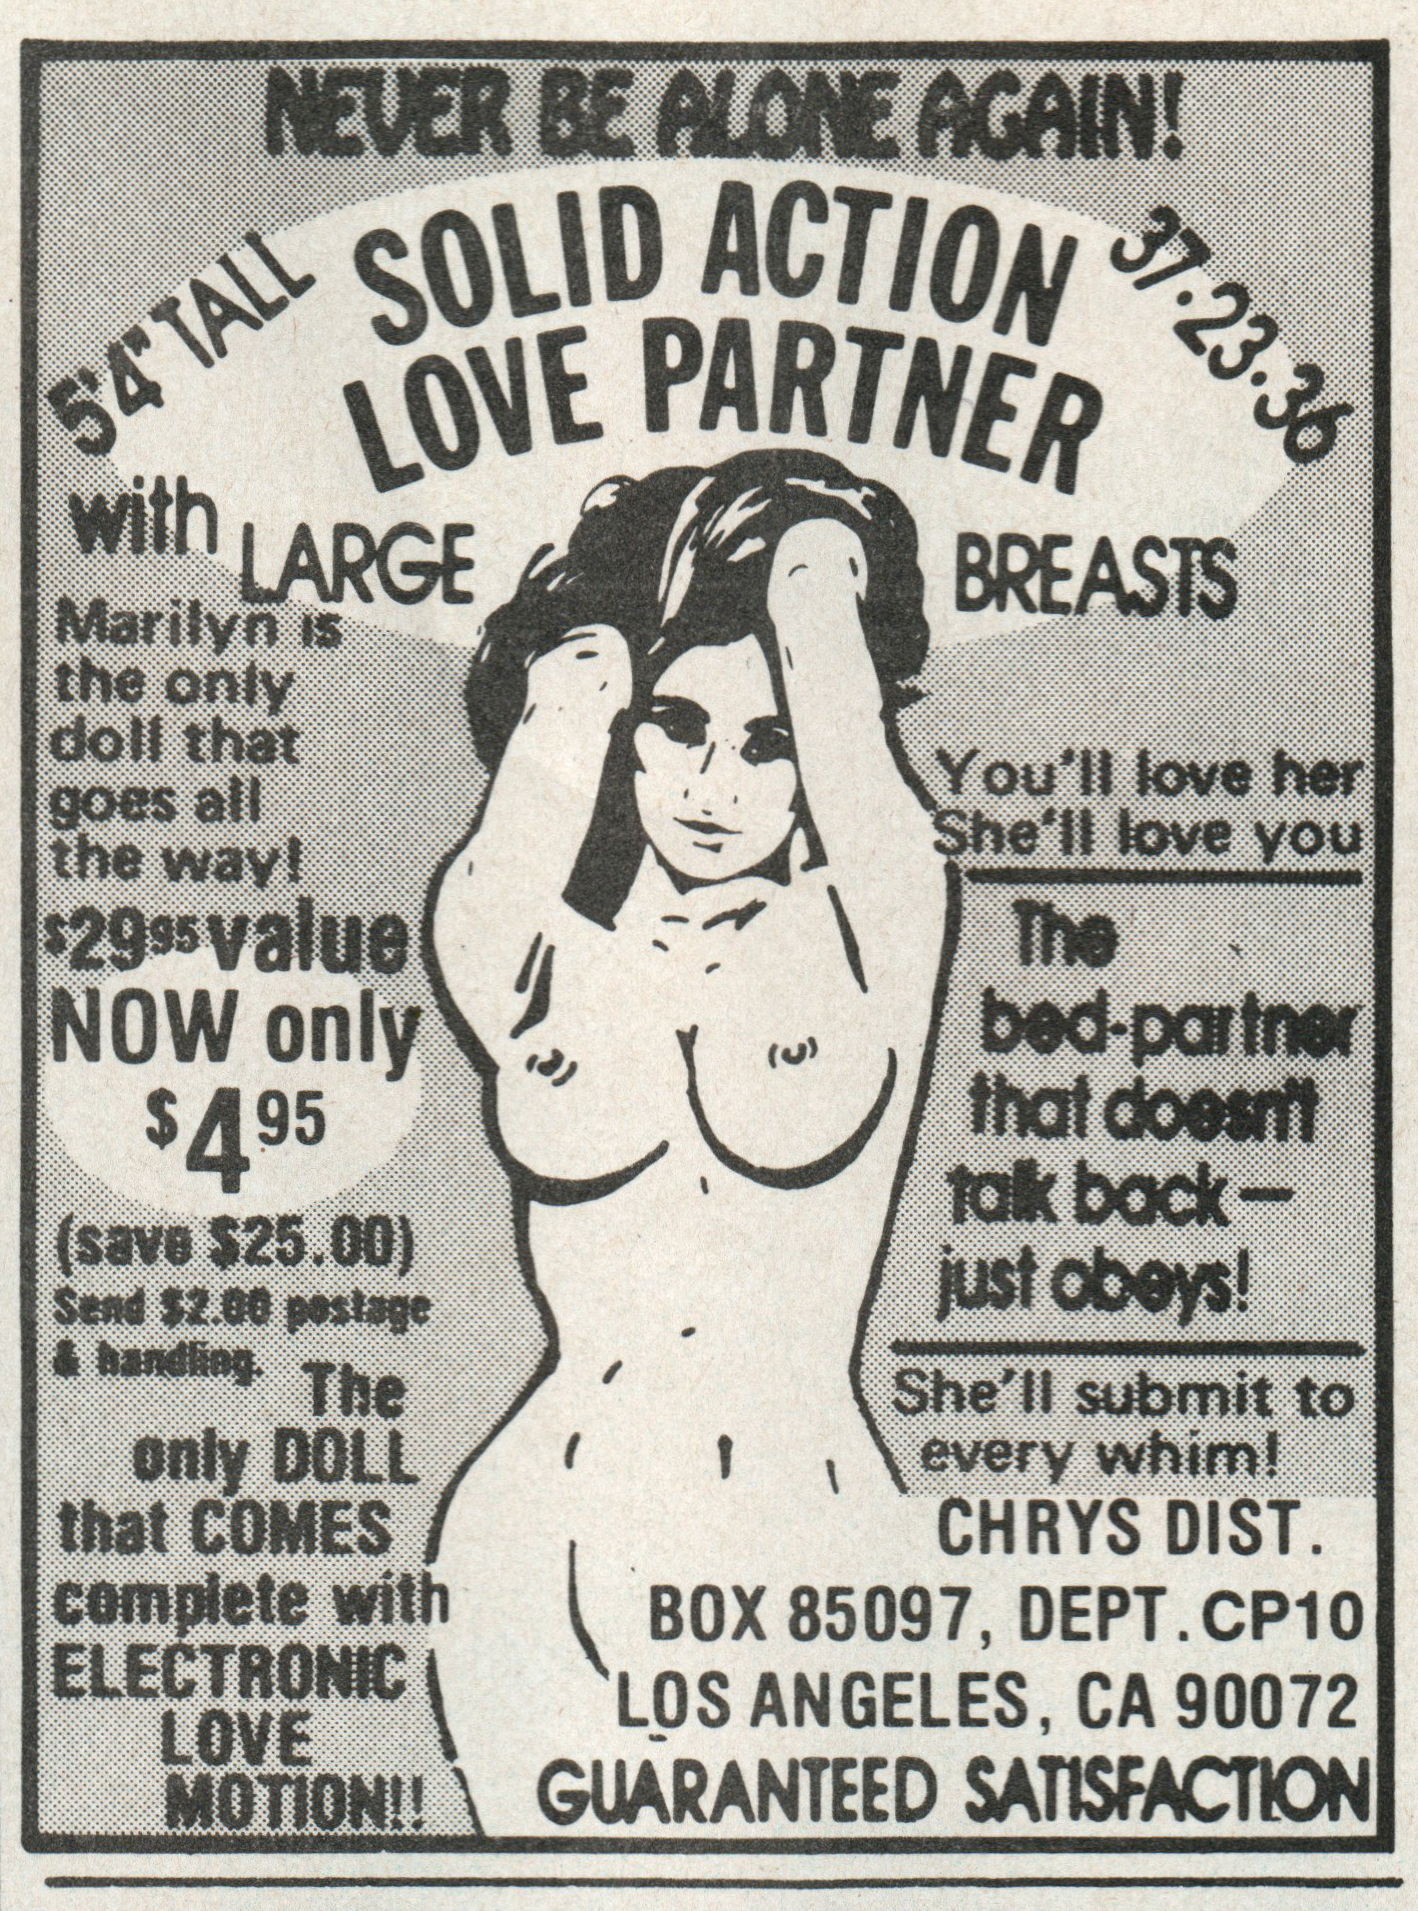 NEVER BE ALONE AGAIN!
5'4" TALL
SOLID ACTION
LOVE PARTNER
37·23·36
with LARGE BREASTS
Marilyn is
the only
doll that
goes all
the way!
$29.95 value
NOW only
$4.95
(save $25.00)
Send $2.00 postage
& handling.
The
only DOLL
that COMES
complete with
ELECTRONIC
LOVE
MOTION!!
You'll love her
She'll love you
The
bed-partner
that doesn't
talk back —
just obeys!
She'll submit to
every whim!
CHRYS DIST.
BOX 85097, DEPT. CP10
LOS ANGELES, CA 90072
GUARANTEED SATISFACTION